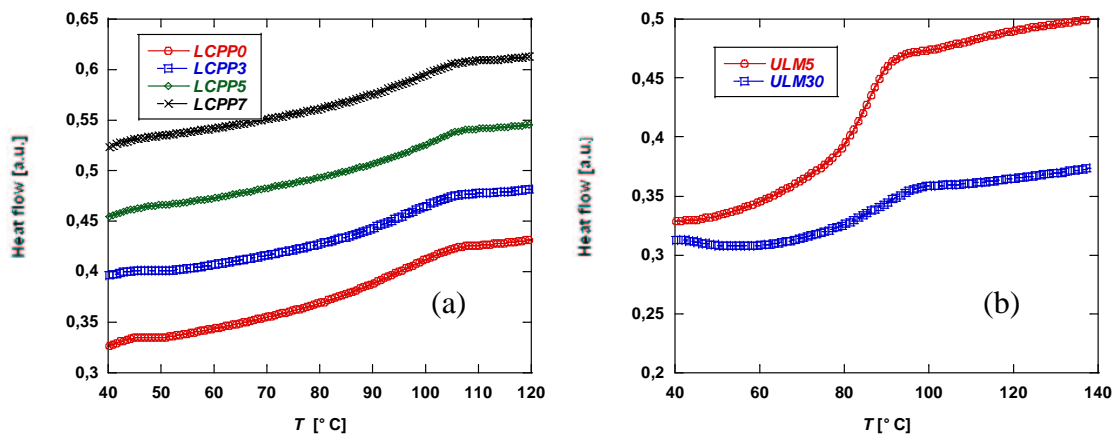 0,65
0,6
0,55
0,5
0,45
0,4
0,35
0,3
Heat flow [a.u.]
LCPP0
LCPP3
LCPP5
LCPP7
(a)
40 50 60 70 80 90 100 110 120
T [° C]
0,5
0,45
0,4
0,35
0,3
0,25
0,2
Heat flow [a.u.]
ULM5
ULM30
(b)
40 60 80 100 120 140
T [° C]